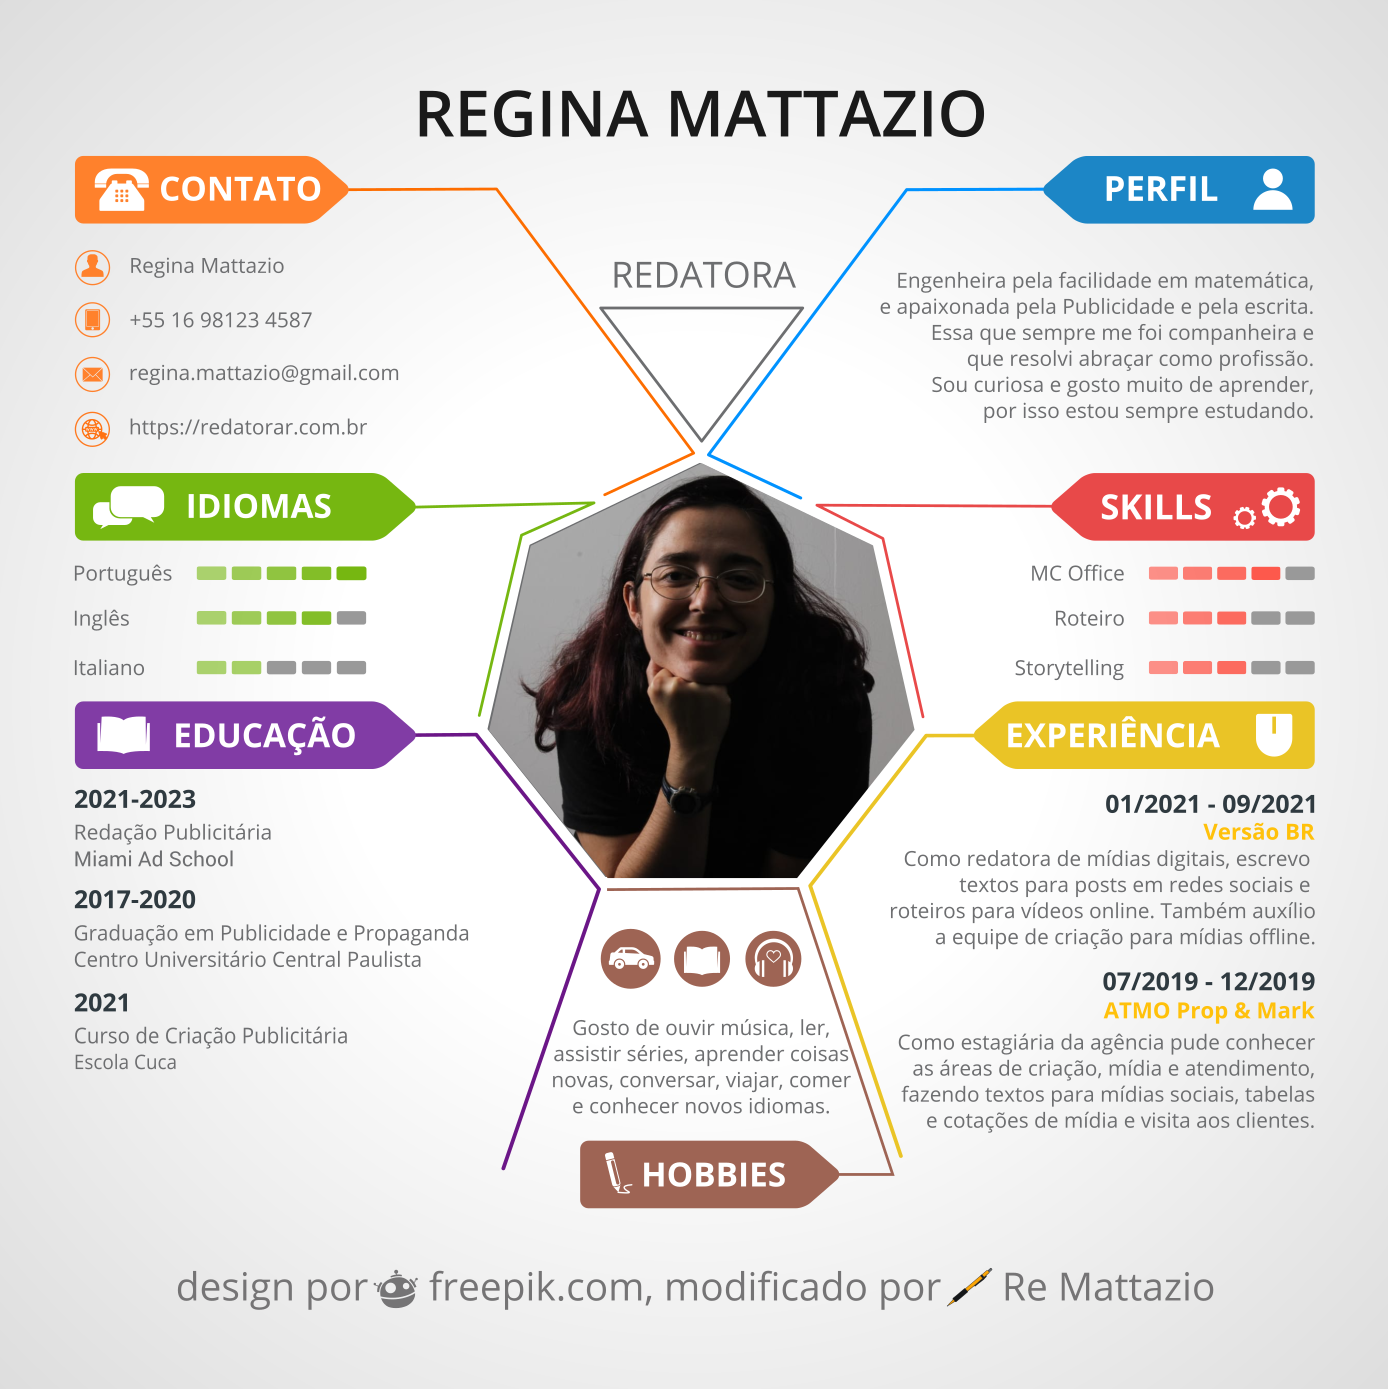 REGINA MATTAZIO
CONTATO
Regina Mattazio
+55 16 98123 4587
regina.mattazio@gmail.com
https://redatorar.com.br
REDATORA
PERFIL
Engenheira pela facilidade em matemática,
e apaixonada pela Publicidade e pela escrita.
Essa que sempre me foi companheira e
que resolvi abraçar como profissão.
Sou curiosa e gosto muito de aprender,
por isso estou sempre estudando.
IDIOMAS
Português
Inglês
Italiano
SKILLS
MC Office
Roteiro
Storytelling
EDUCAÇÃO
2021-2023
Redação Publicitária
Miami Ad School
2017-2020
Graduação em Publicidade e Propaganda
Centro Universitário Central Paulista
2021
Curso de Criação Publicitária
Escola Cuca
EXPERIÊNCIA
01/2021 - 09/2021
Versão BR
Como redatora de mídias digitais, escrevo
textos para posts em redes sociais e
roteiros para vídeos online. Também auxílio
a equipe de criação para mídias offline.
07/2019 - 12/2019
ATMO Prop & Mark
Como estagiária da agência pude conhecer
as áreas de criação, mídia e atendimento,
fazendo textos para mídias sociais, tabelas
e cotações de mídia e visita aos clientes.
Gosto de ouvir música, ler,
assistir séries, aprender coisas
novas, conversar, viajar, comer
e conhecer novos idiomas.
HOBBIES
design por freepik.com, modificado por Re Mattazio